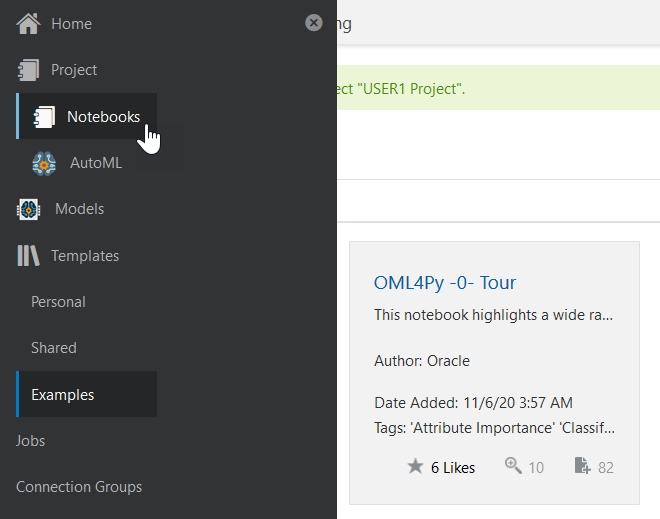 Home
Project
Notebooks
AutoML
Models
Templates
Personal
Shared
Examples
Jobs
Connection Groups
ng
ect "USER1 Project".
OML4Py -0- Tour
This notebook highlights a wide ra...
Author: Oracle
Date Added: 11/6/20 3:57 AM
Tags: 'Attribute Importance' 'Classif...
6 Likes 10 82